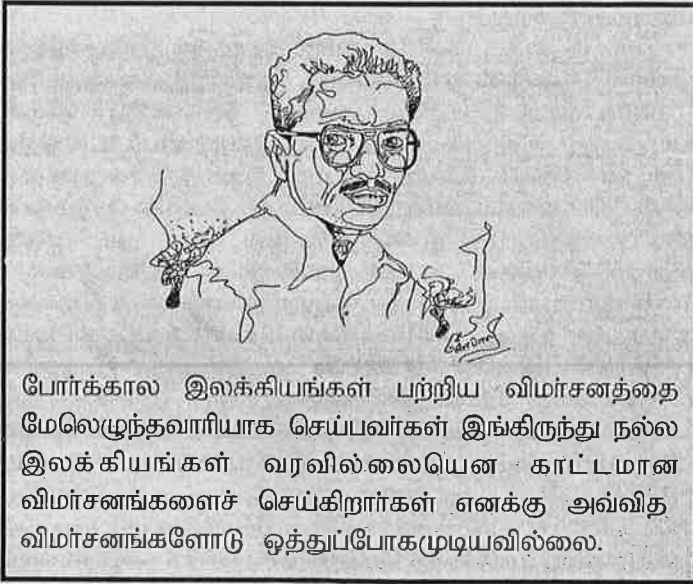 போர்க்கால இலக்கியங்கள் பற்றிய விமர்சனத்தை
மேலெழுந்தவாரியாக செய்பவர்கள் இங்கிருந்து நல்ல
இலக்கியங்கள் வரவில்லையென காட்டமான
விமர்சனங்களைச் செய்கிறார்கள் எனக்கு அவ்வித
விமர்சனங்களோடு ஒத்துப்போகமுடியவில்லை.